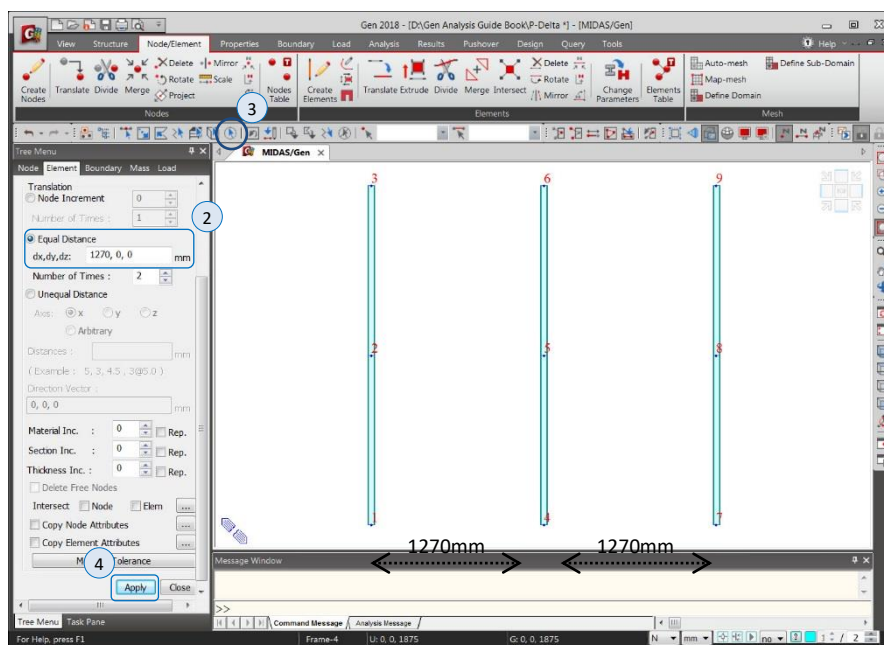 Gen 2018 - [D:\Gen Analysis Guide Book\P-Delta *] - [MIDAS/Gen]
View Structure Node/Element Properties Boundary Load Analysis Results Pushover Design Query Tools Help
Create Nodes Translate Divide Merge Delete Rotate Project Mirror Scale Nodes Table
Create Elements Translate Extrude Divide Merge Intersect Delete Rotate Mirror Change Parameters Elements Table
Auto-mesh Map-mesh Define Domain Define Sub-Domain
Nodes Elements Mesh
3
Tree Menu
MIDAS/Gen
Node Element Boundary Mass Load
Translation
Node Increment 0
Number of Times : 1
2
Equal Distance
dx,dy,dz: 1270, 0, 0 mm
Number of Times : 2
Unequal Distance
Axis: x y z
Arbitrary
Distances : mm
( Example : 5, 3, 4.5 , 3@5.0 )
Direction Vector :
0, 0, 0 mm
Material Inc. : 0 Rep.
Section Inc. : 0 Rep.
Thickness Inc. : 0 Rep.
Delete Free Nodes
Intersect Node Elem ...
Copy Node Attributes ...
Copy Element Attributes ...
4
Apply Close
3 6 9
2 5 8
1 4 7
1270mm 1270mm
Message Window
>>
Tree Menu Task Pane
Command Message Analysis Message
For Help, press F1 Frame-4 U: 0, 0, 1875 G: 0, 0, 1875 N mm no 2 1 / 2